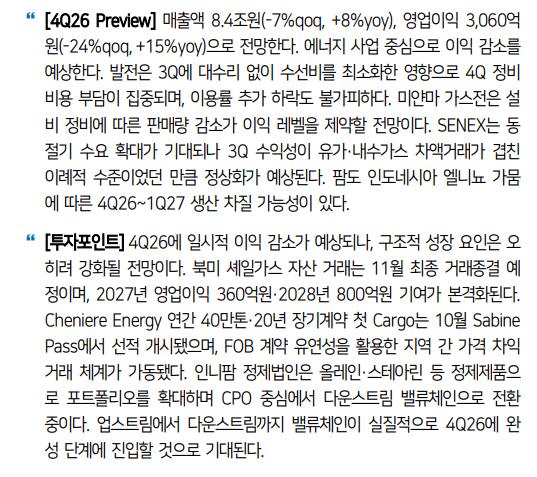 “ [4Q26 Preview] 매출액 8.4조원(-7%qoq, +8%yoy), 영업이익 3,060억
원(-24%qoq, +15%yoy)으로 전망한다. 에너지 사업 중심으로 이익 감소를
예상한다. 발전은 3Q에 대수리 없이 수선비를 최소화한 영향으로 4Q 정비
비용 부담이 집중되며, 이용률 추가 하락도 불가피하다. 미얀마 가스전은 설
비 정비에 따른 판매량 감소가 이익 레벨을 제약할 전망이다. SENEX는 동
절기 수요 확대가 기대되나 3Q 수익성이 유가·내수가스 차액거래가 겹친
이례적 수준이었던 만큼 정상화가 예상된다. 팜도 인도네시아 엘니뇨 가뭄
에 따른 4Q26~1Q27 생산 차질 가능성이 있다.
“ [투자포인트] 4Q26에 일시적 이익 감소가 예상되나, 구조적 성장 요인은 오
히려 강화될 전망이다. 북미 셰일가스 자산 거래는 11월 최종 거래종결 예
정이며, 2027년 영업이익 360억원·2028년 800억원 기여가 본격화된다.
Cheniere Energy 연간 40만톤·20년 장기계약 첫 Cargo는 10월 Sabine
Pass에서 선적 개시됐으며, FOB 계약 유연성을 활용한 지역 간 가격 차익
거래 체계가 가동됐다. 인니팜 정제법인은 올레인·스테아린 등 정제제품으
로 포트폴리오를 확대하며 CPO 중심에서 다운스트림 밸류체인으로 전환
중이다. 업스트림에서 다운스트림까지 밸류체인이 실질적으로 4Q26에 완
성 단계에 진입할 것으로 기대된다.